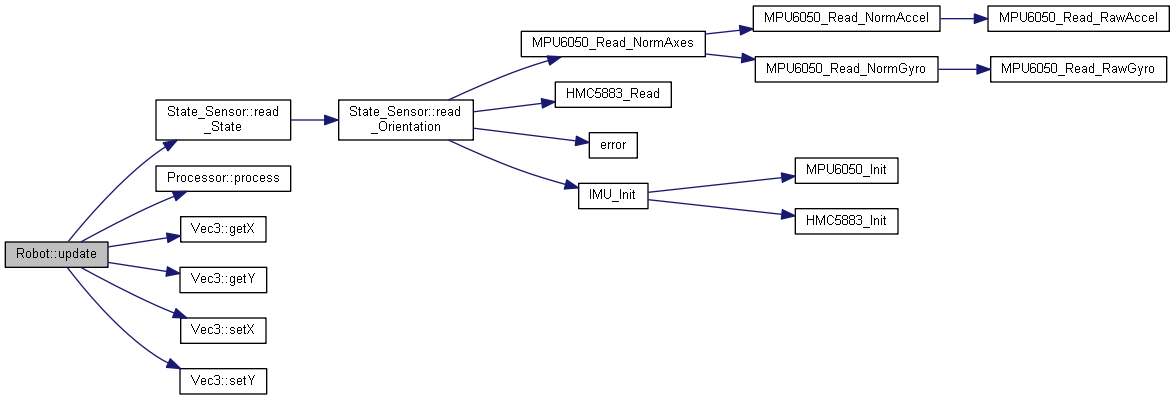 MPU6050_Read_NormAccel
MPU6050_Read_RawAccel
MPU6050_Read_NormAxes
MPU6050_Read_NormGyro
MPU6050_Read_RawGyro
HMC5883_Read
State_Sensor::read
_State
State_Sensor::read
_Orientation
error
Processor::process
MPU6050_Init
IMU_Init
HMC5883_Init
Vec3::getX
Robot::update
Vec3::getY
Vec3::setX
Vec3::setY